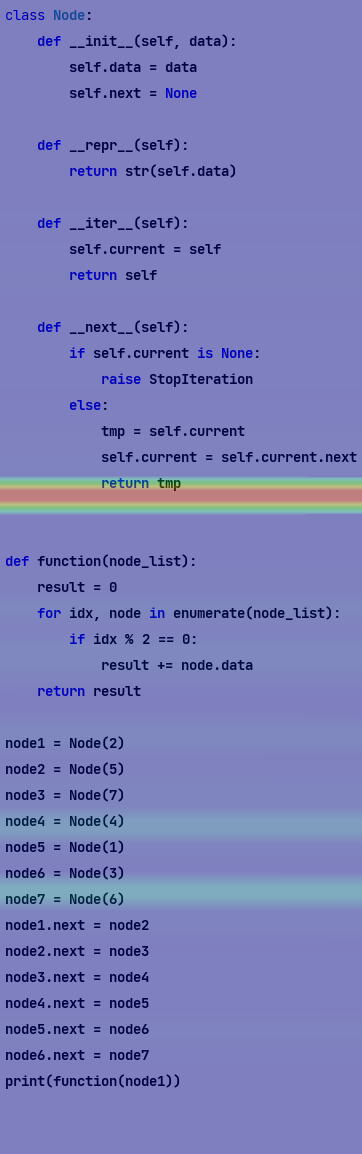 class Node:
    def __init__(self, data):
        self.data = data
        self.next = None

    def __repr__(self):
        return str(self.data)

    def __iter__(self):
        self.current = self
        return self

    def __next__(self):
        if self.current is None:
            raise StopIteration
        else:
            tmp = self.current
            self.current = self.current.next
            return tmp


def function(node_list):
    result = 0
    for idx, node in enumerate(node_list):
        if idx % 2 == 0:
            result += node.data
    return result

node1 = Node(2)
node2 = Node(5)
node3 = Node(7)
node4 = Node(4)
node5 = Node(1)
node6 = Node(3)
node7 = Node(6)
node1.next = node2
node2.next = node3
node3.next = node4
node4.next = node5
node5.next = node6
node6.next = node7
print(function(node1))